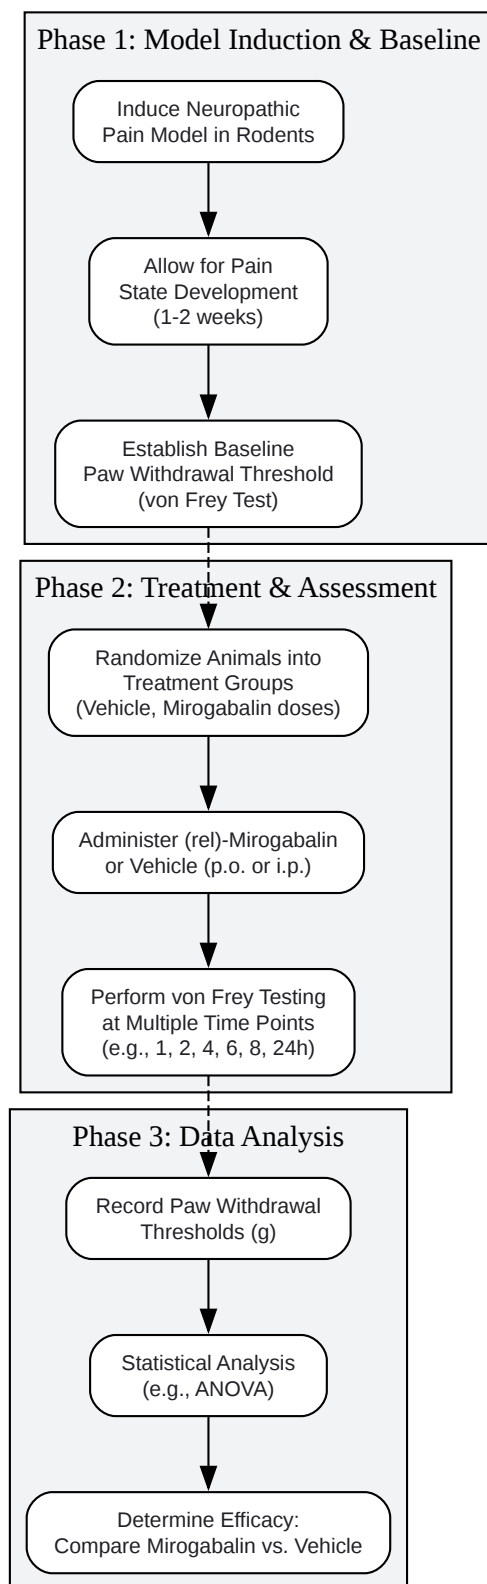 Phase 1: Model Induction & Baseline
Induce Neuropathic
Pain Model in Rodents
Allow for Pain
State Development
(1-2 weeks)
Establish Baseline
Paw Withdrawal Threshold
(von Frey Test)
Phase 2: Treatment & Assessment
Randomize Animals into
Treatment Groups
(Vehicle, Mirogabalin doses)
Administer (rel)-Mirogabalin
or Vehicle (p.o. or i.p.)
Perform von Frey Testing
at Multiple Time Points
(e.g., 1, 2, 4, 6, 8, 24h)
Phase 3: Data Analysis
Record Paw Withdrawal
Thresholds (g)
Statistical Analysis
(e.g., ANOVA)
Determine Efficacy:
Compare Mirogabalin vs. Vehicle